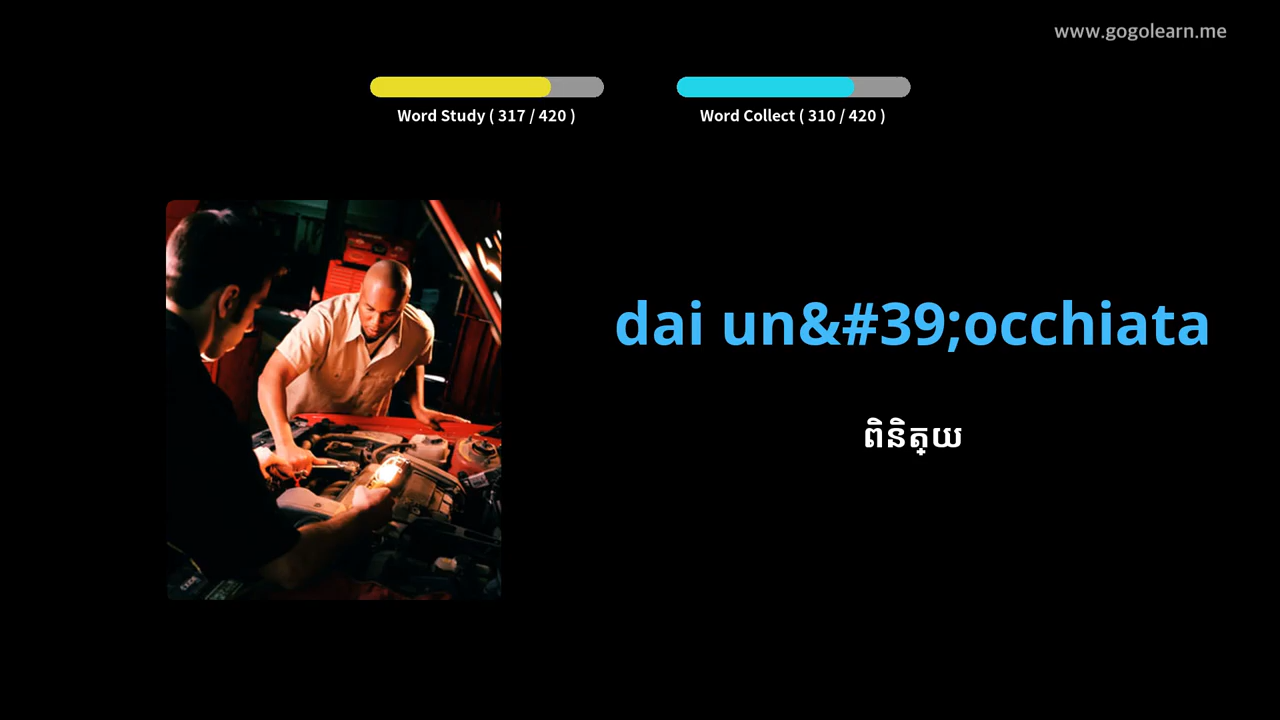 www.gogolearn.me
Word Study ( 317 / 420 )
Word Collect ( 310 / 420 )
dai un&#39;occhiata
ពិនិត្យ